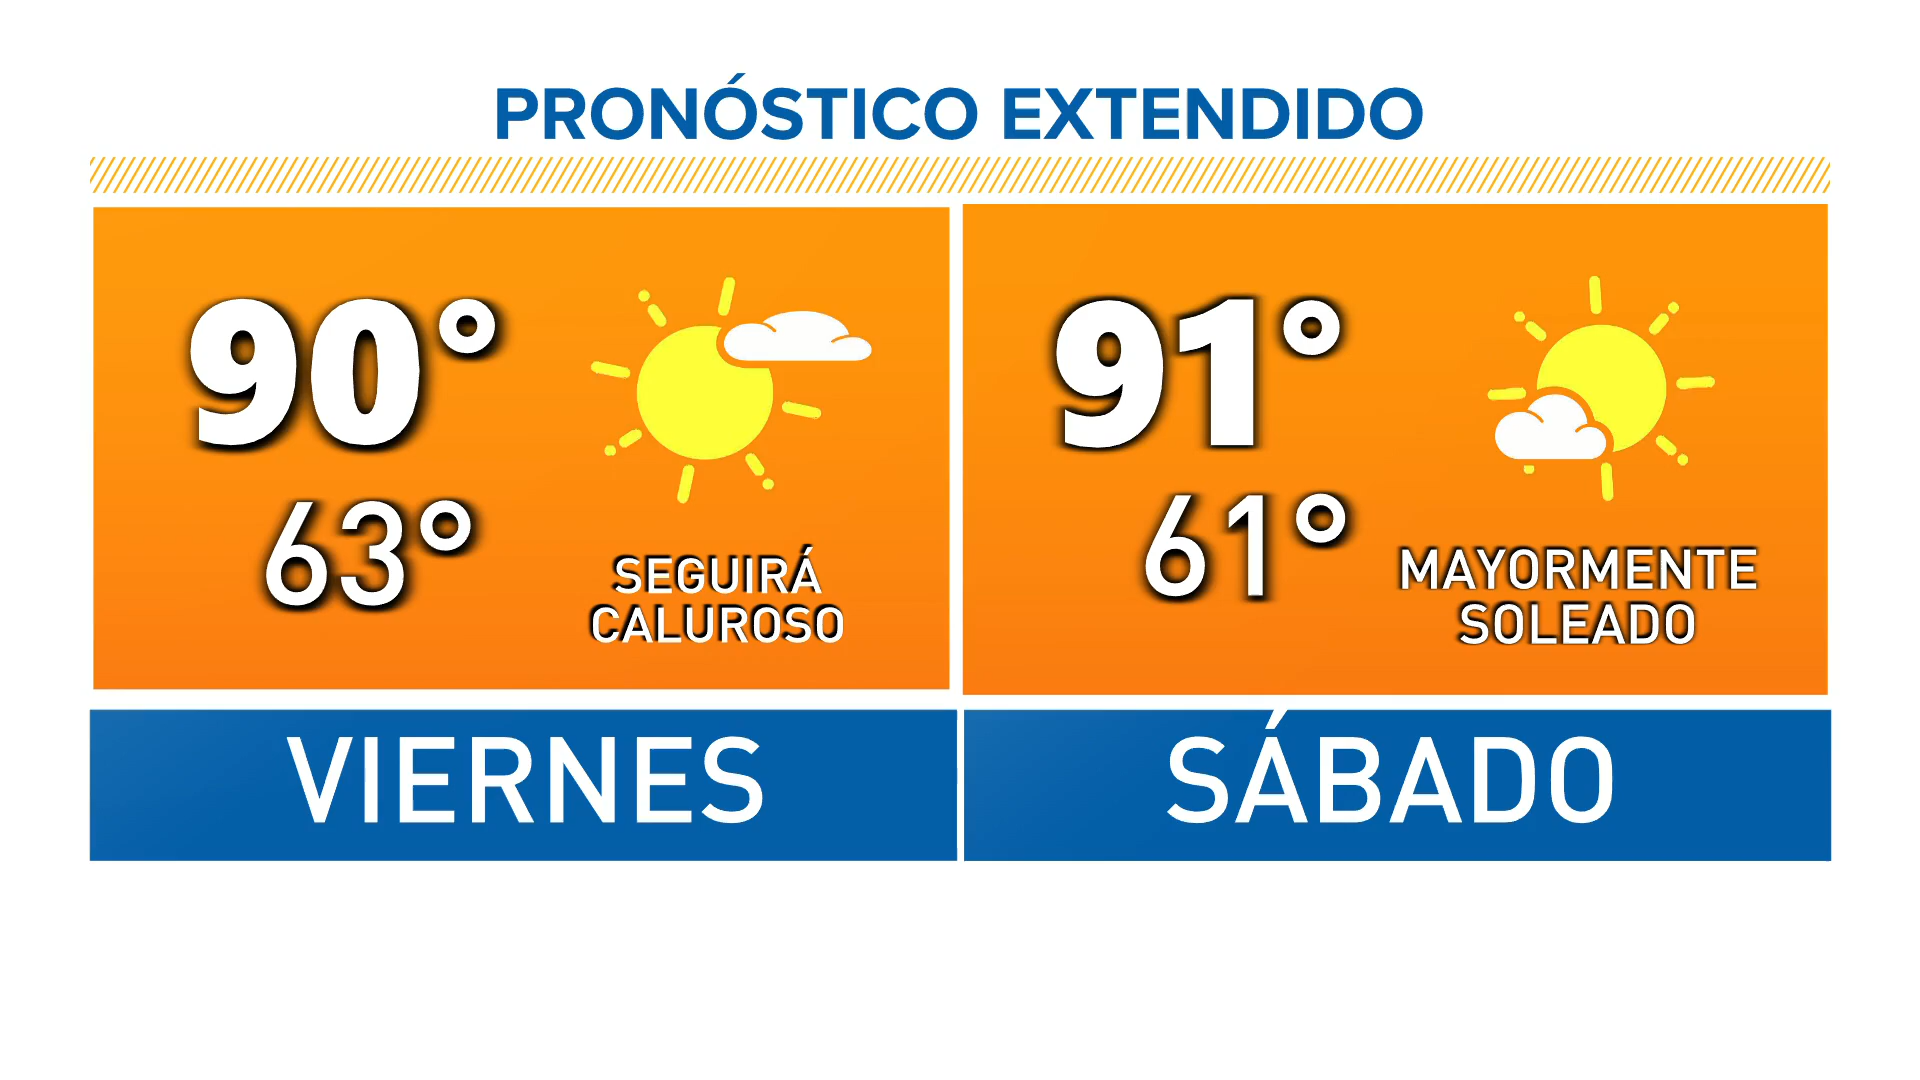 PRONÓSTICO EXTENDIDO
90°
63°
SEGUIRÁ
CALUROSO
VIERNES
91°
61°
MAYORMENTE
SOLEADO
SÁBADO